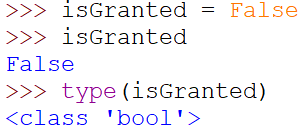 >>> isGranted = False
>>> isGranted
False
>>> type(isGranted)
<class 'bool'>